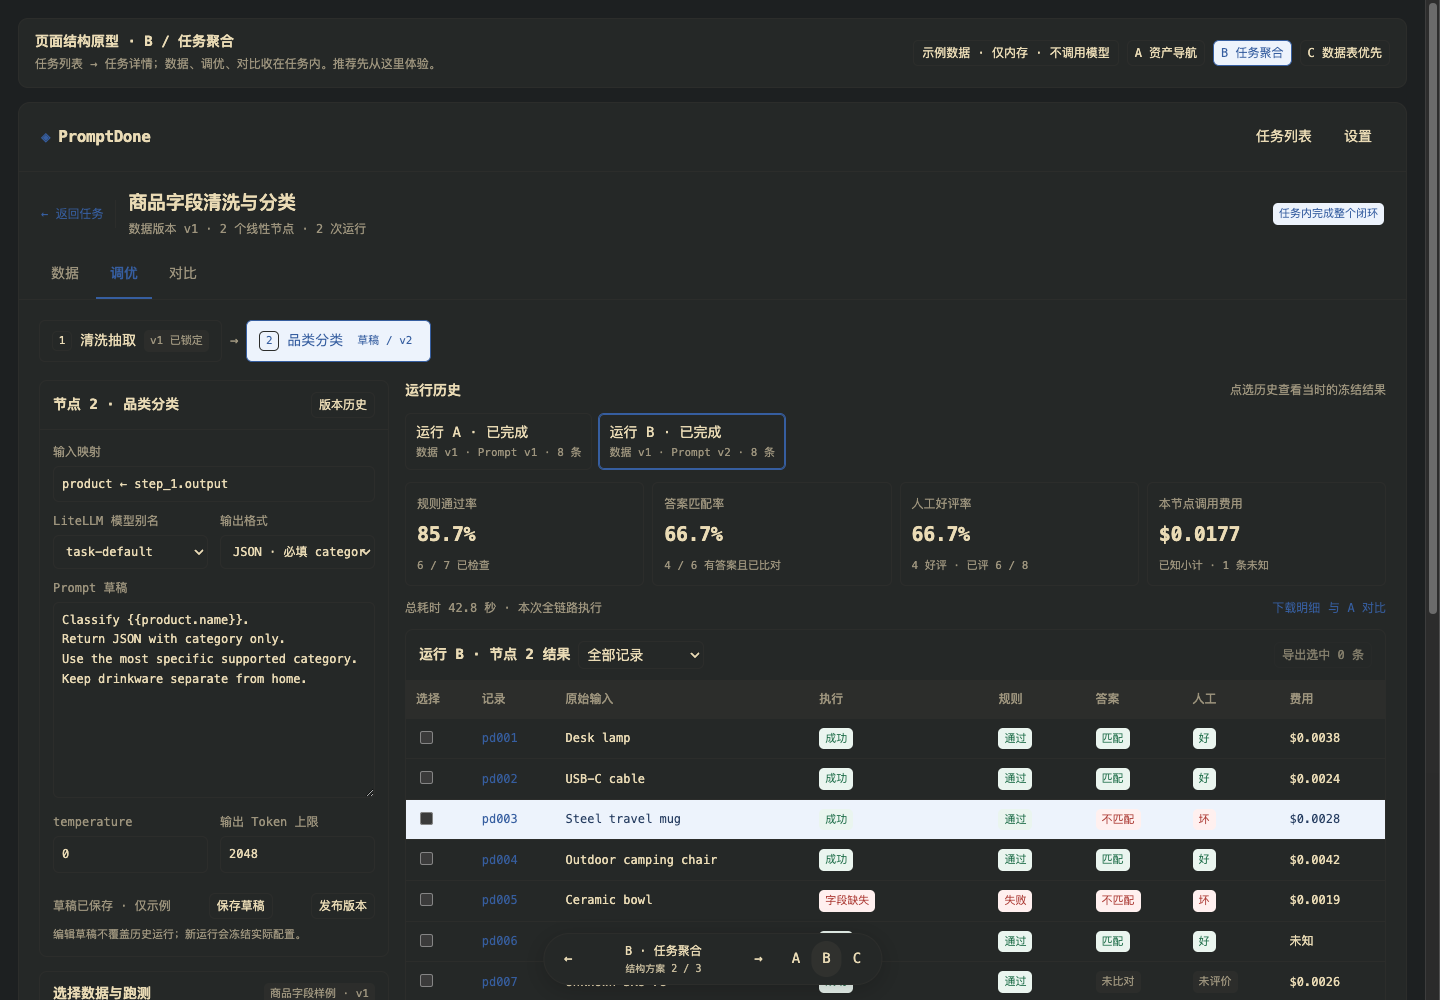 页面结构原型 · B / 任务聚合
任务列表 → 任务详情；数据、调优、对比收在任务内。推荐先从这里体验。
示例数据 · 仅内存 · 不调用模型
A 资产导航
B 任务聚合
C 数据表优先
◈ PromptDone
任务列表
设置
← 返回任务
商品字段清洗与分类
数据版本 v1 · 2 个线性节点 · 2 次运行
任务内完成整个闭环
数据
调优
对比
1 清洗抽取 v1 已锁定
→
2 品类分类 草稿 / v2
节点 2 · 品类分类
版本历史
输入映射
product ← step_1.output
LiteLLM 模型别名
输出格式
task-default
JSON · 必填 categor
Prompt 草稿
Classify {{product.name}}.
Return JSON with category only.
Use the most specific supported category.
Keep drinkware separate from home.
temperature
输出 Token 上限
0
2048
草稿已保存 · 仅示例
保存草稿
发布版本
编辑草稿不覆盖历史运行；新运行会冻结实际配置。
选择数据与跑测
商品字段样例 · v1
运行历史
点选历史查看当时的冻结结果
运行 A · 已完成
数据 v1 · Prompt v1 · 8 条
运行 B · 已完成
数据 v1 · Prompt v2 · 8 条
规则通过率
85.7%
6 / 7 已检查
答案匹配率
66.7%
4 / 6 有答案且已比对
人工好评率
66.7%
4 好评 · 已评 6 / 8
本节点调用费用
$0.0177
已知小计 · 1 条未知
总耗时 42.8 秒 · 本次全链路执行
下载明细 与 A 对比
运行 B · 节点 2 结果
全部记录
导出选中 0 条
选择 记录 原始输入 执行 规则 答案 人工 费用
pd001 Desk lamp 成功 通过 匹配 好 $0.0038
pd002 USB-C cable 成功 通过 匹配 好 $0.0024
pd003 Steel travel mug 成功 通过 不匹配 坏 $0.0028
pd004 Outdoor camping chair 成功 通过 匹配 好 $0.0042
pd005 Ceramic bowl 字段缺失 失败 不匹配 坏 $0.0019
pd006 通过 匹配 好 未知
pd007 通过 未比对 未评价 $0.0026
←
B · 任务聚合
结构方案 2 / 3
→
A B C